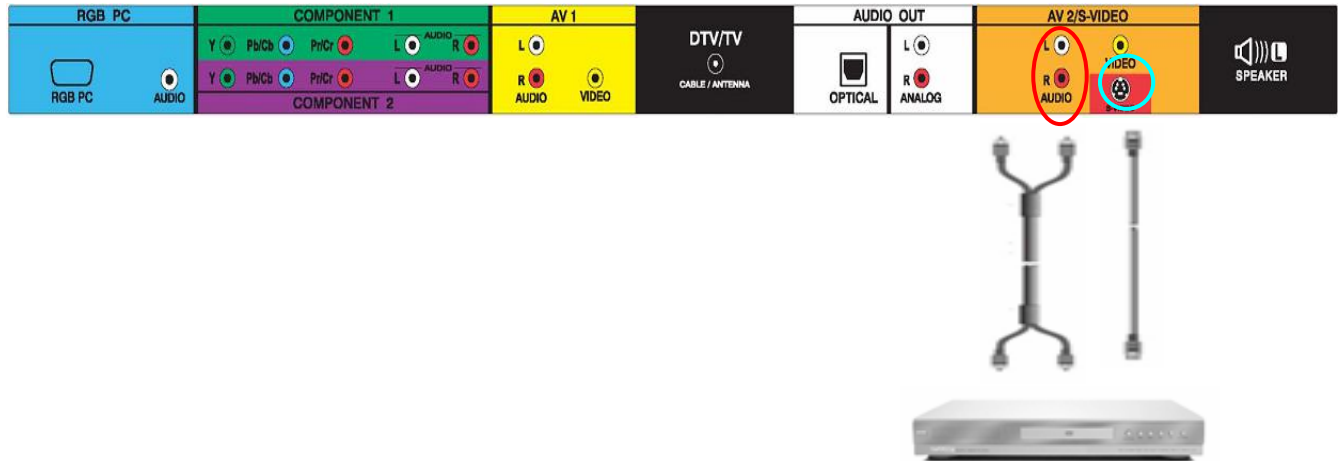 RGB PC
RGB PC
AUDIO
COMPONENT 1
Y Pb/Cb Pr/Cr L AUDIO R
Y Pb/Cb Pr/Cr L AUDIO R
COMPONENT 2
AV 1
L
R
AUDIO VIDEO
DTV/TV
CABLE / ANTENNA
AUDIO OUT
OPTICAL
L
R
ANALOG
AV 2/S-VIDEO
L
R
AUDIO
VIDEO
L
SPEAKER